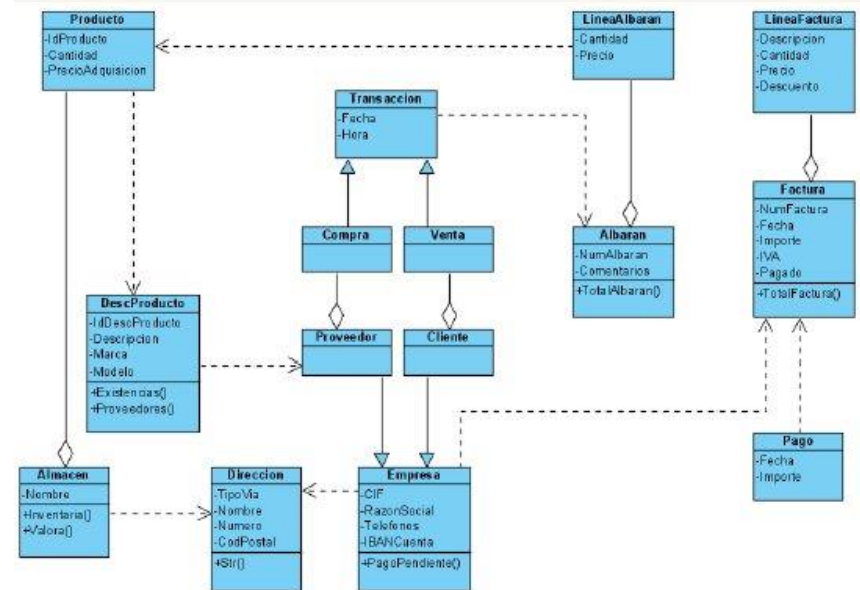 Producto
-IdProducto
-Cantidad
-PrecioAdquisicion
LineaAlbaran
-Cantidad
-Precio
LineaFactura
-Descripcion
-Cantidad
-Precio
-Descuento
Transaccion
-Fecha
-Hora
Factura
-NumFactura
-Fecha
-Importe
-IVA
-Pagado
+TotalFactura()
Compra
Venta
Albaran
-NumAlbaran
-Comentarios
+TotalAlbaran()
DescProducto
-IdDescProducto
-Descripcion
-Marca
-Modelo
+Existencias()
+Proveedores()
Proveedor
Cliente
Pago
-Fecha
-Importe
Almacen
-Nombre
+Inventaria()
+Valora()
Direccion
-TipoVia
-Nombre
-Numero
-CodPostal
+Str()
Empresa
-CIF
-RazonSocial
-Telefonos
-IBANCuenta
+PagoPendiente()